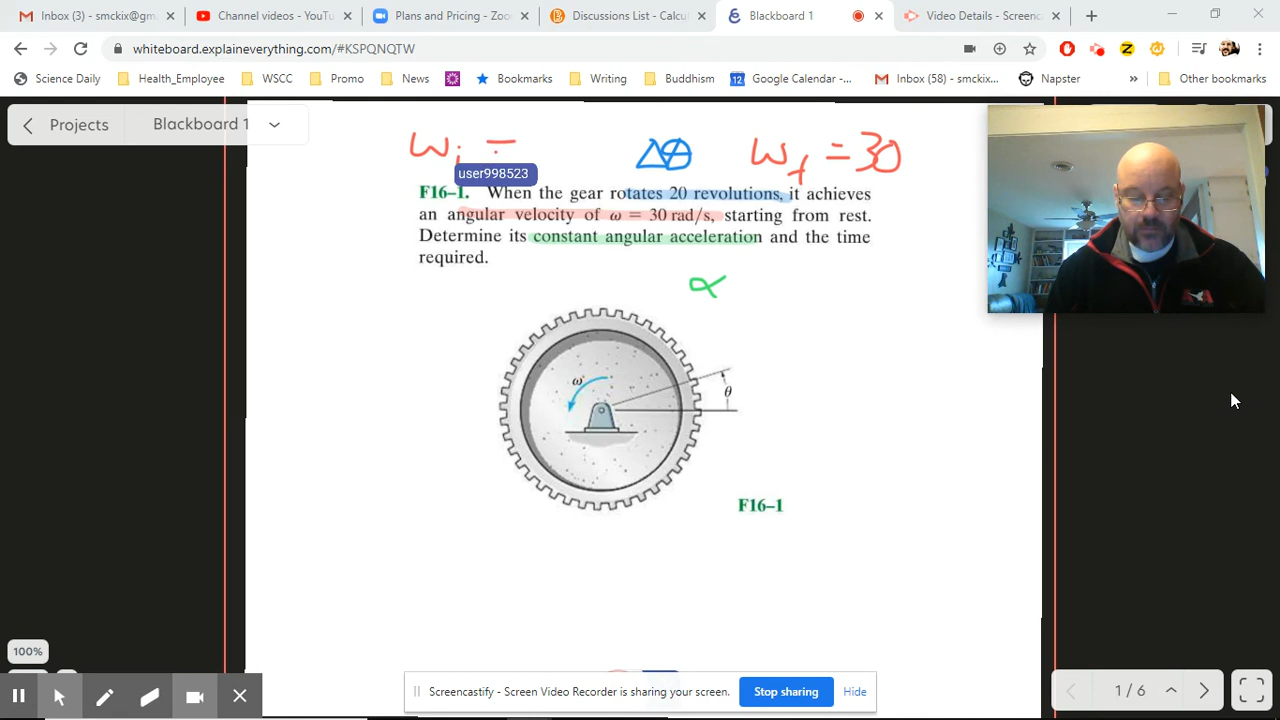 Inbox (3) - smckix@gm
Channel videos - YouTu
Plans and Pricing - Zoo
Discussions List - Calcu
Blackboard 1
Video Details - Screenc
whiteboard.explaineverything.com/#KSPQNQTW
Science Daily
Health_Employee
WSCC
Promo
News
Bookmarks
Writing
Buddhism
Google Calendar -...
Inbox (58) - smckix...
Napster
»
Other bookmarks
Projects
Blackboard 1
ωi =
Δθ
ωf = 30
user998523
F16–1. When the gear rotates 20 revolutions, it achieves
an angular velocity of ω = 30 rad/s, starting from rest.
Determine its constant angular acceleration and the time
required.
α
ω
θ
F16–1
100%
Screencastify - Screen Video Recorder is sharing your screen.
Stop sharing
Hide
1 / 6